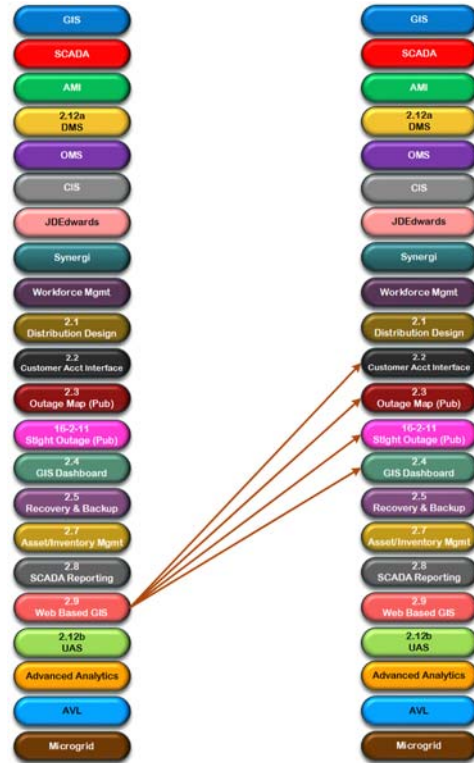 GIS
SCADA
AMI
2.12a
DMS
OMS
CIS
JDEdwards
Synergi
Workforce Mgmt
2.1
Distribution Design
2.2
Customer Acct Interface
2.3
Outage Map (Pub)
16-2-11
Stlght Outage (Pub)
2.4
GIS Dashboard
2.5
Recovery & Backup
2.7
Asset/Inventory Mgmt
2.8
SCADA Reporting
2.9
Web Based GIS
2.12b
UAS
Advanced Analytics
AVL
Microgrid
GIS
SCADA
AMI
2.12a
DMS
OMS
CIS
JDEdwards
Synergi
Workforce Mgmt
2.1
Distribution Design
2.2
Customer Acct Interface
2.3
Outage Map (Pub)
16-2-11
Stlght Outage (Pub)
2.4
GIS Dashboard
2.5
Recovery & Backup
2.7
Asset/Inventory Mgmt
2.8
SCADA Reporting
2.9
Web Based GIS
2.12b
UAS
Advanced Analytics
AVL
Microgrid